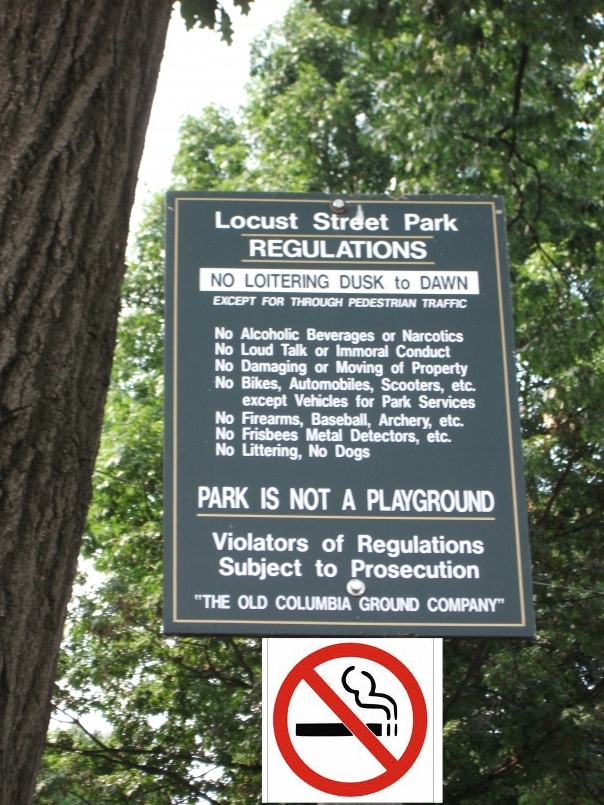 Locust Street Park
REGULATIONS
NO LOITERING DUSK to DAWN
EXCEPT FOR THROUGH PEDESTRIAN TRAFFIC
No Alcoholic Beverages or Narcotics
No Loud Talk or Immoral Conduct
No Damaging or Moving of Property
No Bikes, Automobiles, Scooters, etc.
except Vehicles for Park Services
No Firearms, Baseball, Archery, etc.
No Frisbees Metal Detectors, etc.
No Littering, No Dogs
PARK IS NOT A PLAYGROUND
Violators of Regulations
Subject to Prosecution
"THE OLD COLUMBIA GROUND COMPANY"